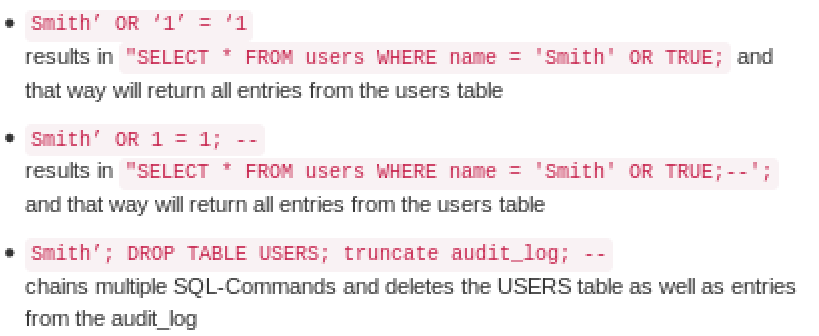 • Smith’ OR ‘1’ = ‘1
results in "SELECT * FROM users WHERE name = 'Smith' OR TRUE; and
that way will return all entries from the users table
• Smith’ OR 1 = 1; --
results in "SELECT * FROM users WHERE name = 'Smith' OR TRUE;--';
and that way will return all entries from the users table
• Smith’; DROP TABLE USERS; truncate audit_log; --
chains multiple SQL-Commands and deletes the USERS table as well as entries
from the audit_log